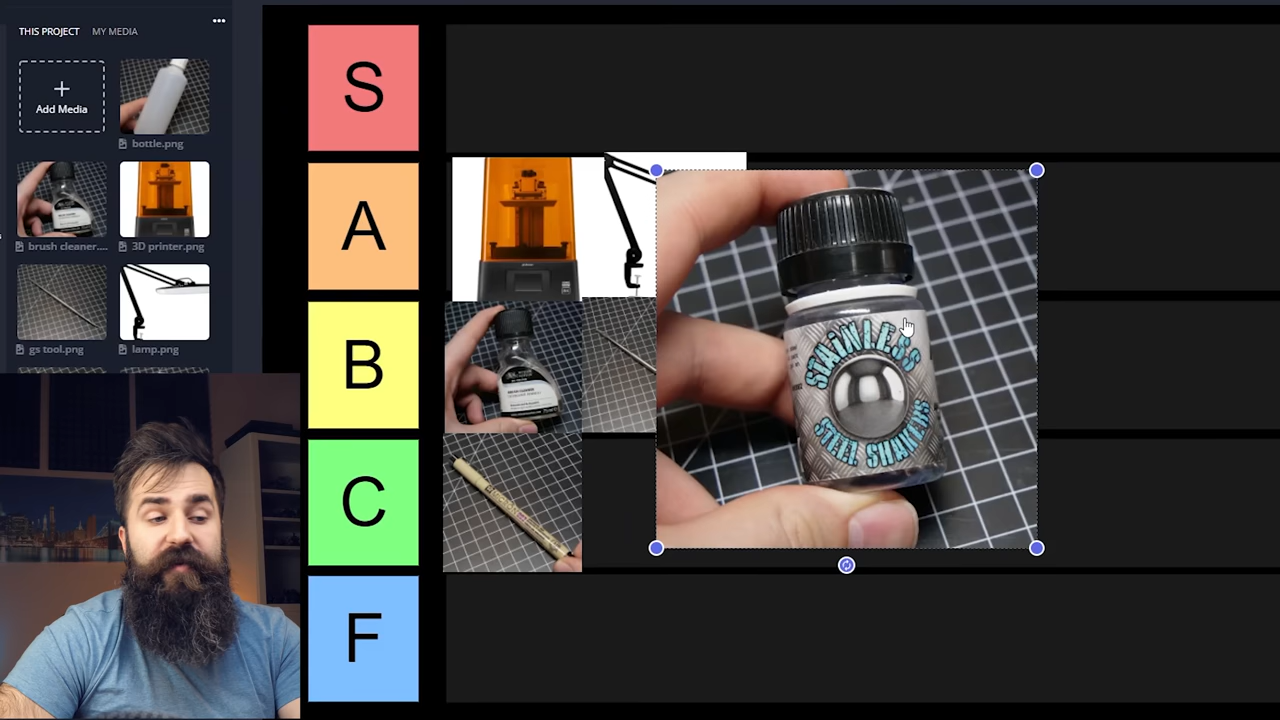 THIS PROJECT
MY MEDIA
Add Media
bottle.png
brush cleaner....
3D printer.png
gs tool.png
lamp.png
S
A
B
C
F
STAINLESS
STEEL SHAKERS